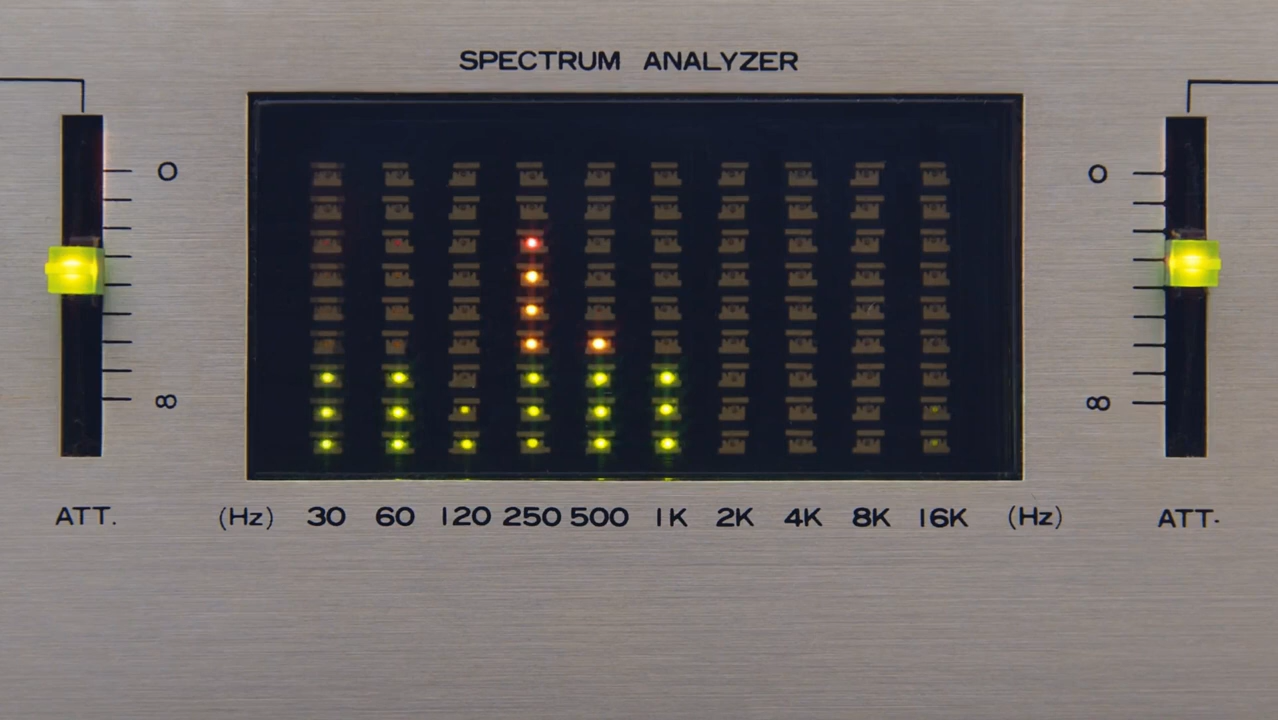 SPECTRUM ANALYZER
0 0
∞ ∞
ATT. (Hz) 30 60 120 250 500 1K 2K 4K 8K 16K (Hz) ATT.